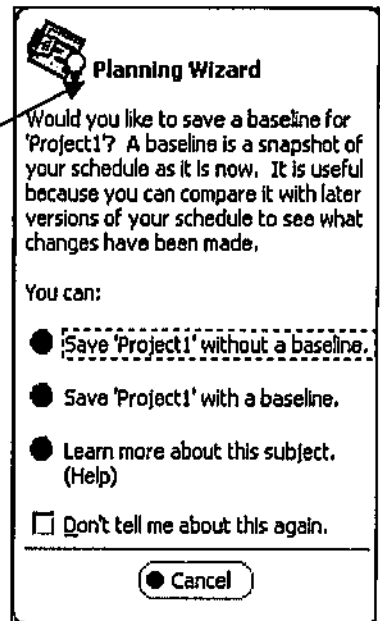 Planning Wizard
Would you like to save a baseline for
'Project1'? A baseline is a snapshot of
your schedule as it is now. It is useful
because you can compare it with later
versions of your schedule to see what
changes have been made.
You can:
Save 'Project1' without a baseline.
Save 'Project1' with a baseline.
Learn more about this subject.
(Help)
Don't tell me about this again.
Cancel